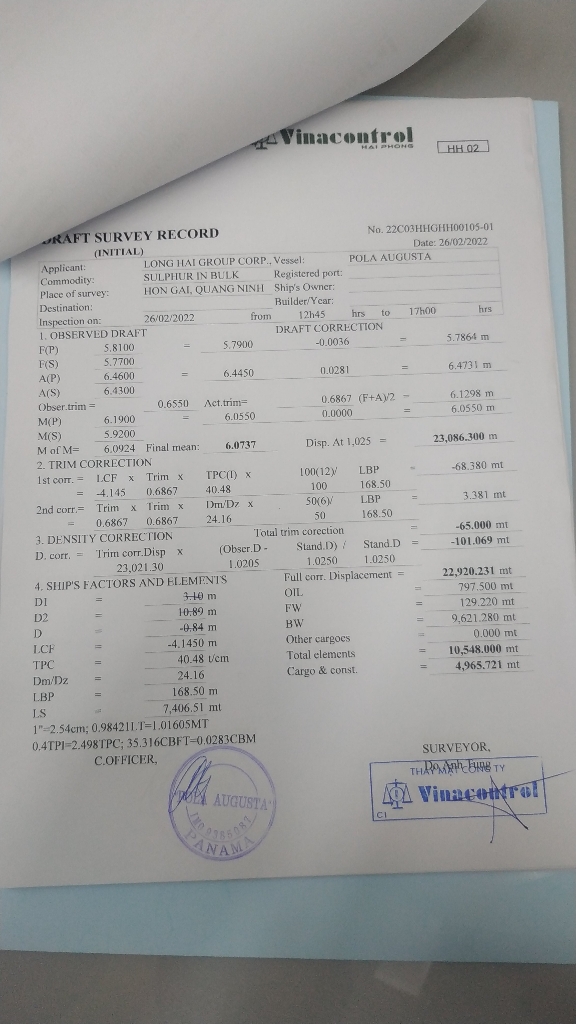 Vinacontrol
HAI PHONG
HH 02
DRAFT SURVEY RECORD
(INITIAL)
No. 22C03HHGHH00105-01
Date: 26/02/2022
Applicant: LONG HAI GROUP CORP., Vessel: POLA AUGUSTA
Commodity: SULPHUR IN BULK Registered port:
Place of survey: HON GAI, QUANG NINH Ship's Owner:
Destination: Builder/Year:
Inspection on: 26/02/2022 from 12h45 hrs to 17h00 hrs
1. OBSERVED DRAFT DRAFT CORRECTION
F(P) 5.8100 = 5.7900 -0.0036 = 5.7864 m
F(S) 5.7700
A(P) 6.4600 = 6.4450 0.0281 = 6.4731 m
A(S) 6.4300
Obser.trim = 0.6550 Act.trim= 0.6867 (F+A)/2 = 6.1298 m
M(P) 6.1900 = 6.0550 0.0000 = 6.0550 m
M(S) 5.9200
M of M= 6.0924 Final mean: 6.0737 Disp. At 1,025 = 23,086.300 m
2. TRIM CORRECTION
1st corr. = LCF x Trim x TPC(I) x 100(12)/ LBP = -68.380 mt
= -4.145 0.6867 40.48 100 168.50
2nd corr.= Trim x Trim x Dm/Dz x 50(6)/ LBP = 3.381 mt
= 0.6867 0.6867 24.16 50 168.50
3. DENSITY CORRECTION Total trim corection = -65.000 mt
D. corr. = Trim corr.Disp x (Obser.D - Stand.D) / Stand.D = -101.069 mt
23,021.30 1.0205 1.0250 1.0250
4. SHIP'S FACTORS AND ELEMENTS Full corr. Displacement = 22,920.231 mt
D1 = 3.10 m OIL = 797.500 mt
D2 = 10.89 m FW = 129.220 mt
D = -0.84 m BW = 9,621.280 mt
LCF = -4.1450 m Other cargoes = 0.000 mt
TPC = 40.48 t/cm Total elements = 10,548.000 mt
Dm/Dz = 24.16 Cargo & const. = 4,965.721 mt
LBP = 168.50 m
LS = 7,406.51 mt
1"=2.54cm; 0.98421LT=1.01605MT
0.4TPI=2.498TPC; 35.316CBFT=0.0283CBM
C.OFFICER, SURVEYOR,
Do Anh Tung
THAY MẶT CÔNG TY
Vinacontrol
C1
"POLA AUGUSTA"
PANAMA